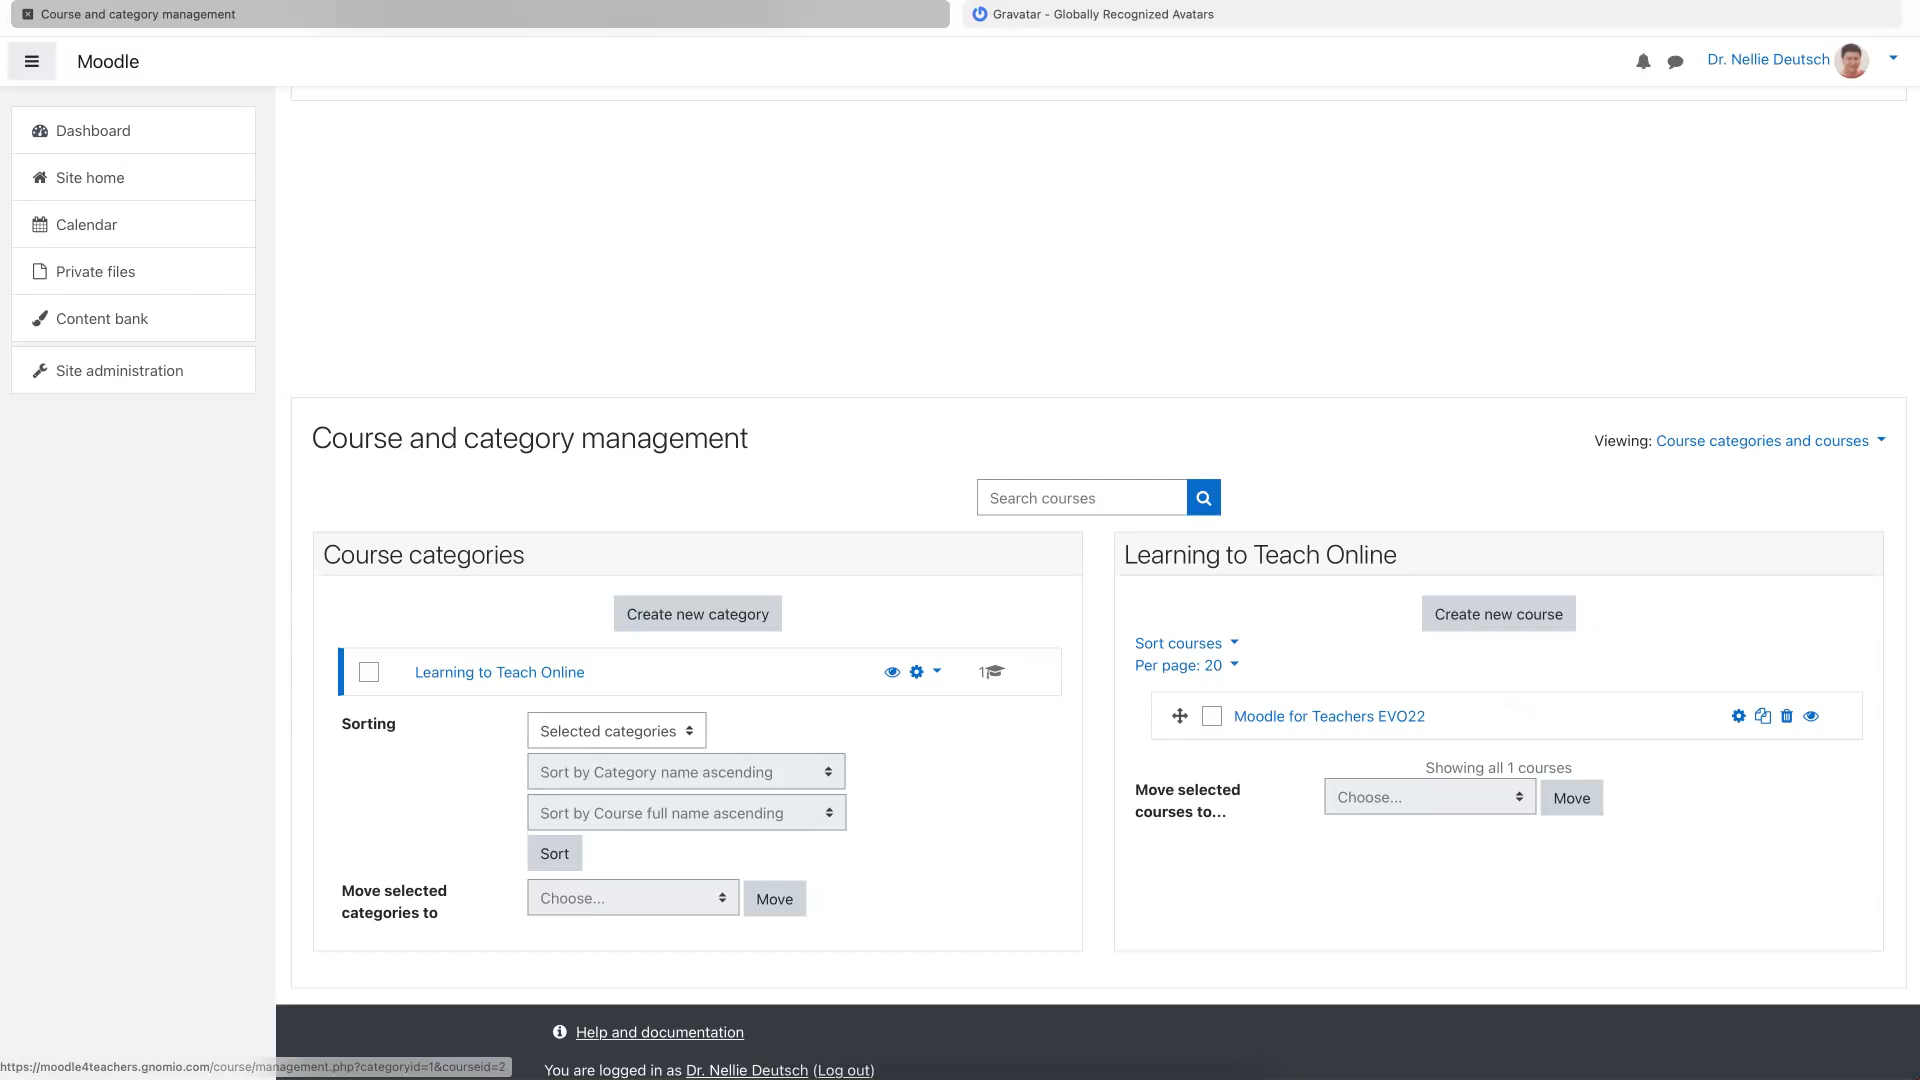 Course and category management
Gravatar - Globally Recognized Avatars
Moodle
Dr. Nellie Deutsch
Dashboard
Site home
Calendar
Private files
Content bank
Site administration
Course and category management
Viewing: Course categories and courses
Search courses
Course categories
Create new category
Learning to Teach Online
1
Sorting
Selected categories
Sort by Category name ascending
Sort by Course full name ascending
Sort
Move selected
categories to
Choose...
Move
Learning to Teach Online
Create new course
Sort courses
Per page: 20
Moodle for Teachers EVO22
Showing all 1 courses
Move selected
courses to...
Choose...
Move
Help and documentation
You are logged in as Dr. Nellie Deutsch (Log out)
https://moodle4teachers.gnomio.com/course/management.php?categoryid=1&courseid=2